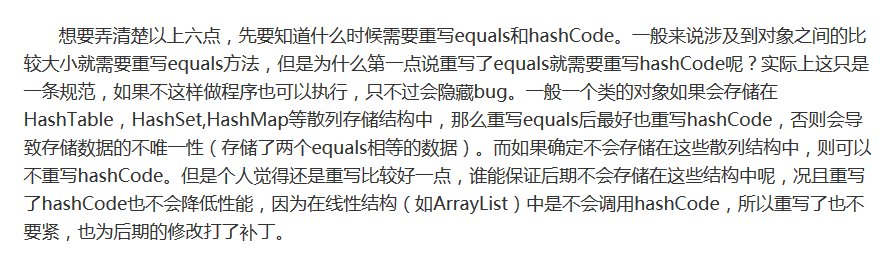 想要弄清楚以上六点，先要知道什么时候需要重写equals和hashCode。一般来说涉及到对象之间的比
较大小就需要重写equals方法，但是为什么第一点说重写了equals就需要重写hashCode呢？实际上这只是
一条规范，如果不这样做程序也可以执行，只不过会隐藏bug。一般一个类的对象如果会存储在
HashTable，HashSet,HashMap等散列存储结构中，那么重写equals后最好也重写hashCode，否则会导
致存储数据的不唯一性（存储了两个equals相等的数据）。而如果确定不会存储在这些散列结构中，则可以
不重写hashCode。但是个人觉得还是重写比较好一点，谁能保证后期不会存储在这些结构中呢，况且重写
了hashCode也不会降低性能，因为在线性结构（如ArrayList）中是不会调用hashCode，所以重写了也不
要紧，也为后期的修改打了补丁。